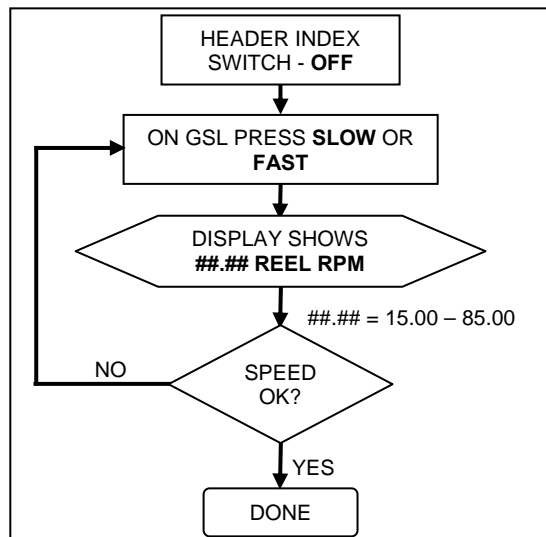 HEADER INDEX
SWITCH - OFF
ON GSL PRESS SLOW OR
FAST
DISPLAY SHOWS
##.## REEL RPM
##.## = 15.00 – 85.00
NO
SPEED
OK?
YES
DONE